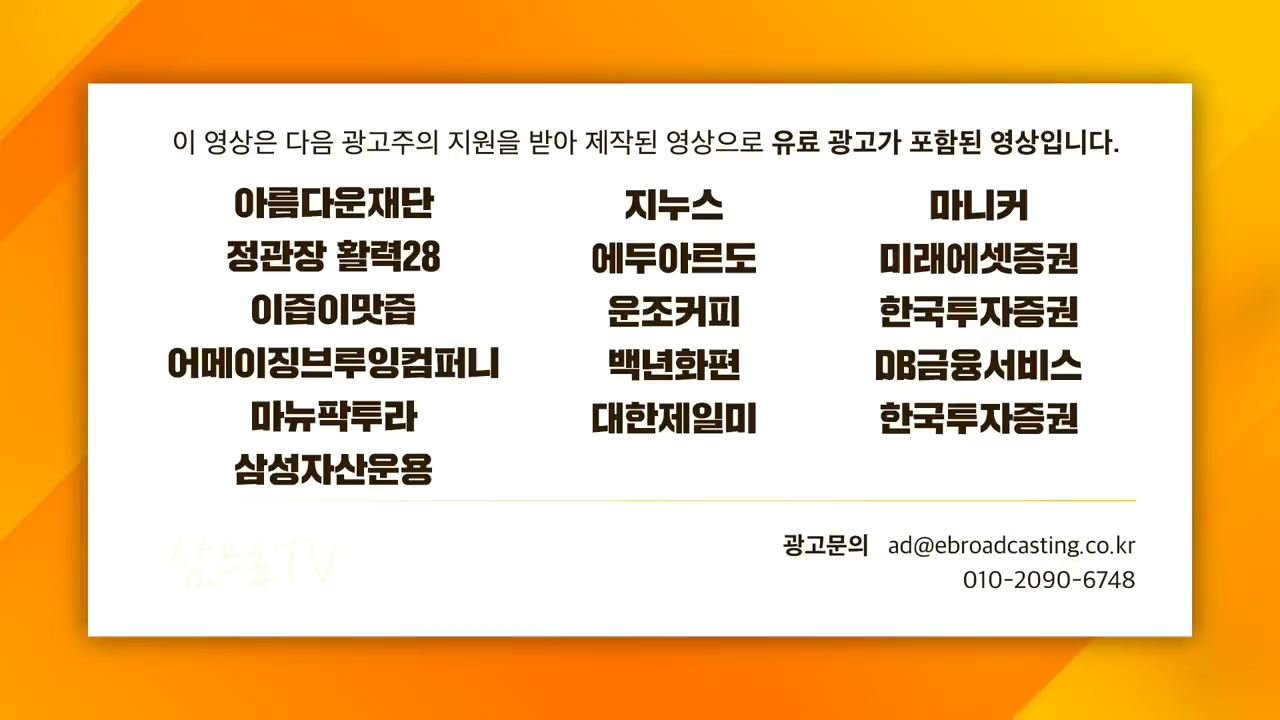 이 영상은 다음 광고주의 지원을 받아 제작된 영상으로 유료 광고가 포함된 영상입니다.
아름다운재단
정관장 활력28
이즙이맛즙
어메이징브루잉컴퍼니
마뉴팍투라
삼성자산운용
지누스
에두아르도
운조커피
백년화편
대한제일미
마니커
미래에셋증권
한국투자증권
DB금융서비스
한국투자증권
삼프로TV
광고문의 ad@ebroadcasting.co.kr
010-2090-6748